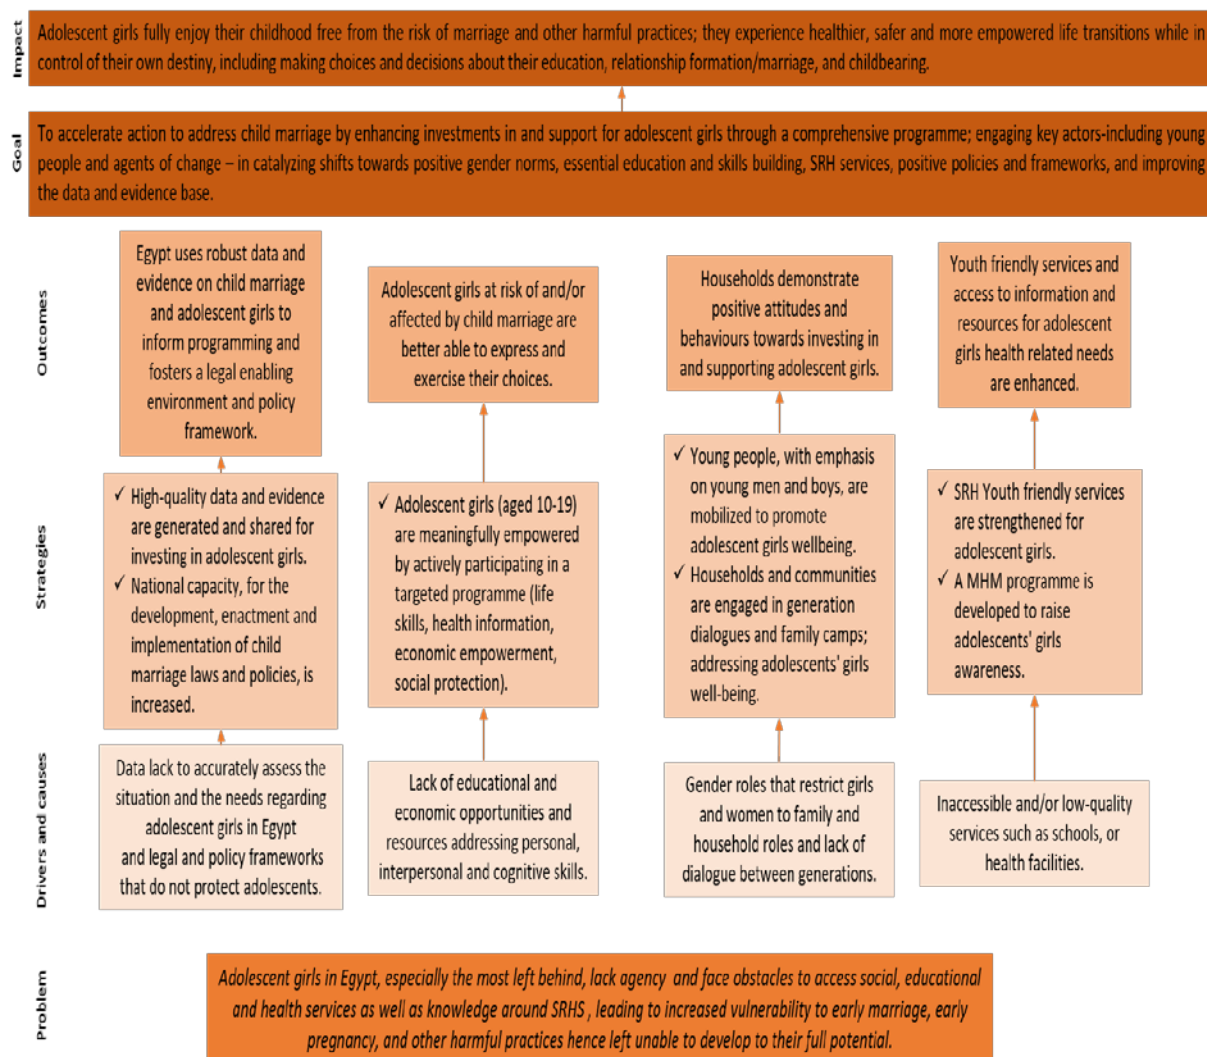 Impact
Adolescent girls fully enjoy their childhood free from the risk of marriage and other harmful practices; they experience healthier, safer and more empowered life transitions while in
control of their own destiny, including making choices and decisions about their education, relationship formation/marriage, and childbearing.
Goal
To accelerate action to address child marriage by enhancing investments in and support for adolescent girls through a comprehensive programme; engaging key actors-including young
people and agents of change – in catalyzing shifts towards positive gender norms, essential education and skills building, SRH services, positive policies and frameworks, and improving
the data and evidence base.
Outcomes
Egypt uses robust data and
evidence on child marriage
and adolescent girls to
inform programming and
fosters a legal enabling
environment and policy
framework.
Adolescent girls at risk of and/or
affected by child marriage are
better able to express and
exercise their choices.
Households demonstrate
positive attitudes and
behaviours towards investing in
and supporting adolescent girls.
Youth friendly services and
access to information and
resources for adolescent
girls health related needs
are enhanced.
Strategies
✓ High-quality data and evidence
are generated and shared for
investing in adolescent girls.
✓ National capacity, for the
development, enactment and
implementation of child
marriage laws and policies, is
increased.
✓ Adolescent girls (aged 10-19)
are meaningfully empowered
by actively participating in a
targeted programme (life
skills, health information,
economic empowerment,
social protection).
✓ Young people, with emphasis
on young men and boys, are
mobilized to promote
adolescent girls wellbeing.
✓ Households and communities
are engaged in generation
dialogues and family camps;
addressing adolescents' girls
well-being.
✓ SRH Youth friendly services
are strengthened for
adolescent girls.
✓ A MHM programme is
developed to raise
adolescents' girls
awareness.
Drivers and causes
Data lack to accurately assess the
situation and the needs regarding
adolescent girls in Egypt
and legal and policy frameworks
that do not protect adolescents.
Lack of educational and
economic opportunities and
resources addressing personal,
interpersonal and cognitive skills.
Gender roles that restrict girls
and women to family and
household roles and lack of
dialogue between generations.
Inaccessible and/or low-quality
services such as schools, or
health facilities.
Problem
Adolescent girls in Egypt, especially the most left behind, lack agency and face obstacles to access social, educational
and health services as well as knowledge around SRHS , leading to increased vulnerability to early marriage, early
pregnancy, and other harmful practices hence left unable to develop to their full potential.